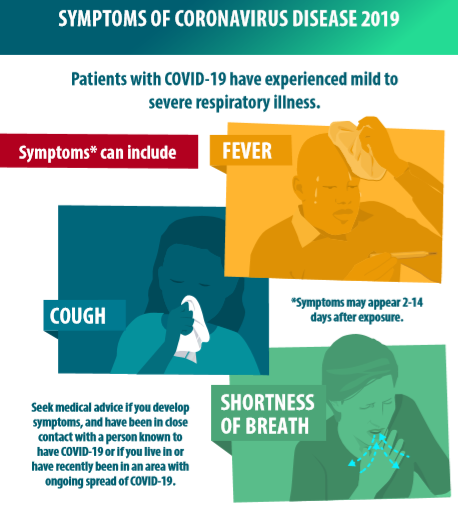 SYMPTOMS OF CORONAVIRUS DISEASE 2019
Patients with COVID-19 have experienced mild to
severe respiratory illness.
Symptoms* can include
FEVER
COUGH
*Symptoms may appear 2-14
days after exposure.
SHORTNESS
OF BREATH
Seek medical advice if you develop
symptoms, and have been in close
contact with a person known to
have COVID-19 or if you live in or
have recently been in an area with
ongoing spread of COVID-19.